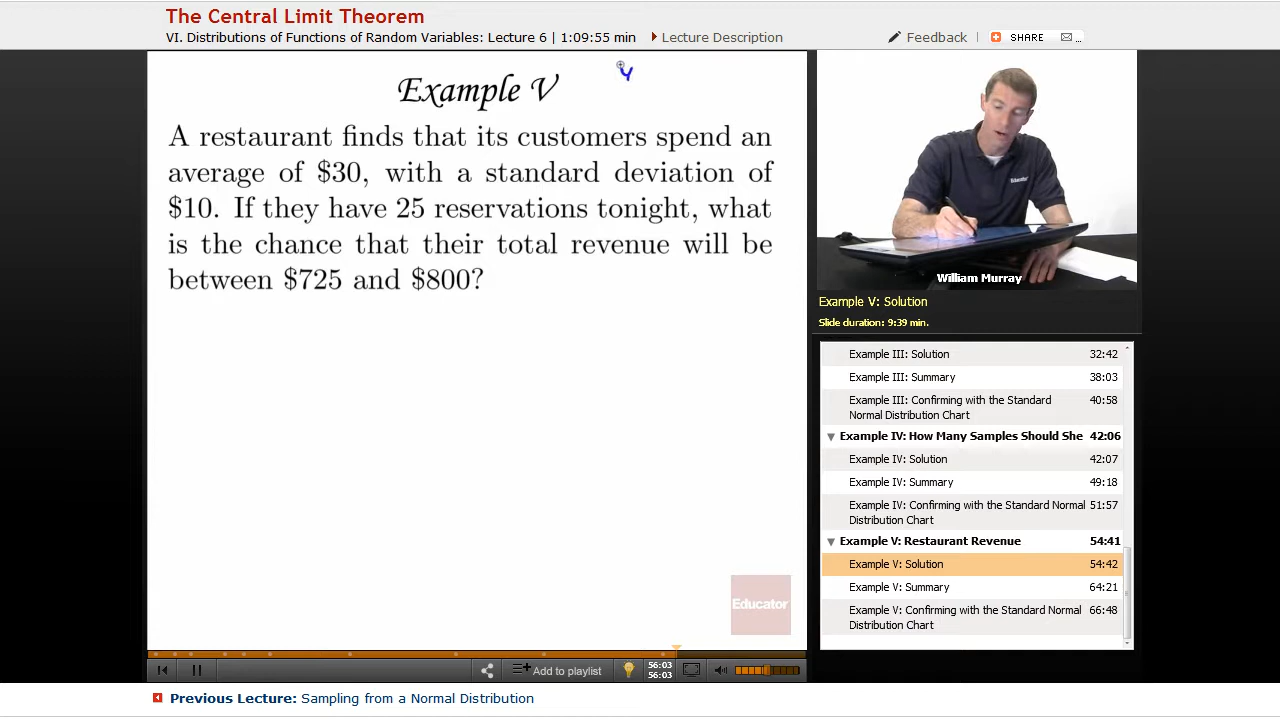 The Central Limit Theorem
VI. Distributions of Functions of Random Variables: Lecture 6 | 1:09:55 min
Lecture Description
Feedback
SHARE
Example V
y
A restaurant finds that its customers spend an
average of $30, with a standard deviation of
$10. If they have 25 reservations tonight, what
is the chance that their total revenue will be
between $725 and $800?
Educator
Educator
William Murray
Example V: Solution
Slide duration: 9:39 min.
Example III: Solution 32:42
Example III: Summary 38:03
Example III: Confirming with the Standard 40:58
Normal Distribution Chart
Example IV: How Many Samples Should She 42:06
Example IV: Solution 42:07
Example IV: Summary 49:18
Example IV: Confirming with the Standard Normal 51:57
Distribution Chart
Example V: Restaurant Revenue 54:41
Example V: Solution 54:42
Example V: Summary 64:21
Example V: Confirming with the Standard Normal 66:48
Distribution Chart
Add to playlist
56:03
56:03
Previous Lecture: Sampling from a Normal Distribution